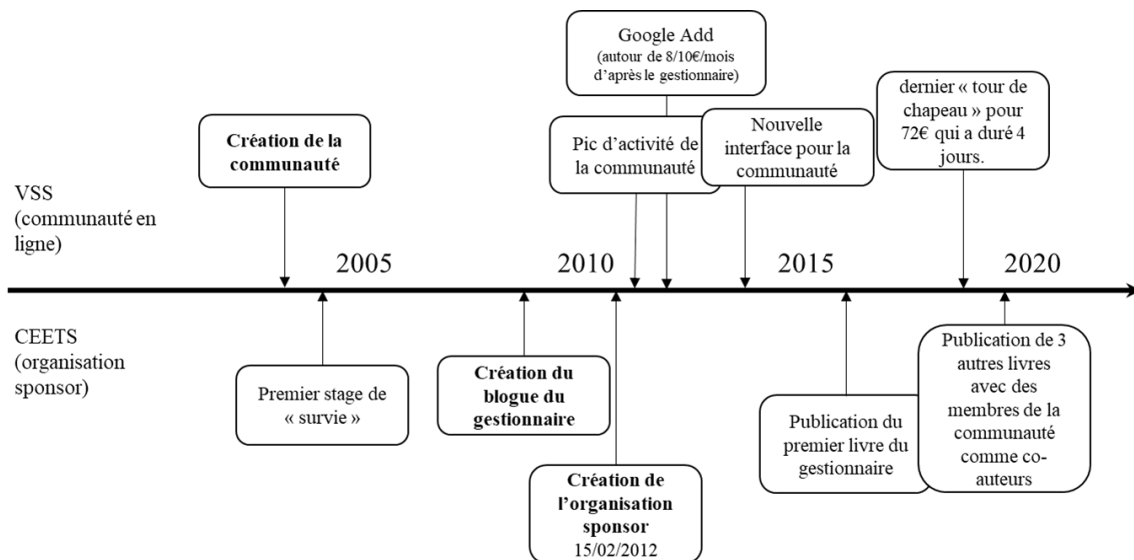 Google Add
(autour de 8/10€/mois
d'après le gestionnaire)
dernier « tour de
chapeau » pour
72€ qui a duré 4
jours.
Création de la
communauté
Pic d'activité de
la communauté
Nouvelle
interface pour la
communauté
VSS
(communauté en
ligne)
2005
2010
2015
2020
CEETS
(organisation
sponsor)
Premier stage de
« survie »
Création du
blogue du
gestionnaire
Création de
l'organisation
sponsor
15/02/2012
Publication du
premier livre du
gestionnaire
Publication de 3
autres livres
avec des
membres de la
communauté
comme co-
auteurs